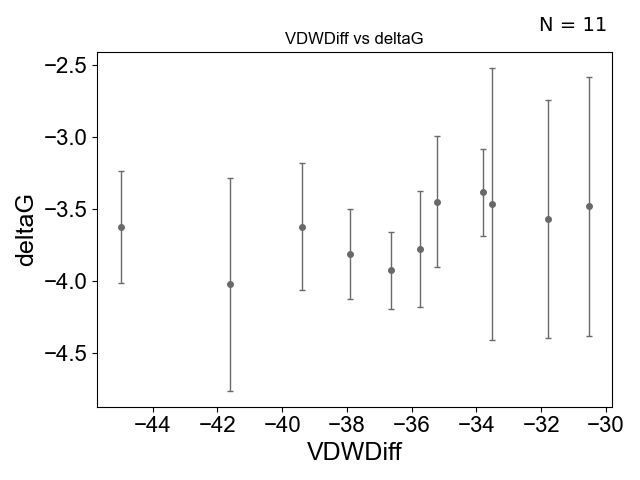 N = 11
VDWDiff vs deltaG
−2.5
−3.0
−3.5
−4.0
−4.5
deltaG
−44 −42 −40 −38 −36 −34 −32 −30
VDWDiff